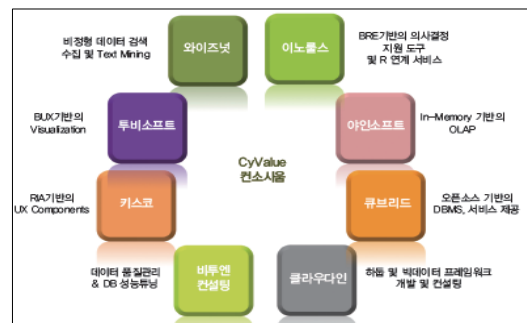 비정형 데이터 검색
수집 및 Text Mining
와이즈넛
이노룰스
BRE기반의 의사결정
지원 도구
및 R 연계 서비스
BUX기반의
Visualization
투비소프트
야인소프트
In-Memory 기반의
OLAP
CyValue
컨소시움
RIA기반의
UX Components
키스코
큐브리드
오픈소스 기반의
DBMS, 서비스 제공
데이터 품질관리
& DB 성능튜닝
비투엔
컨설팅
클라우다인
하둡 및 빅데이터 프레임워크
개발 및 컨설팅